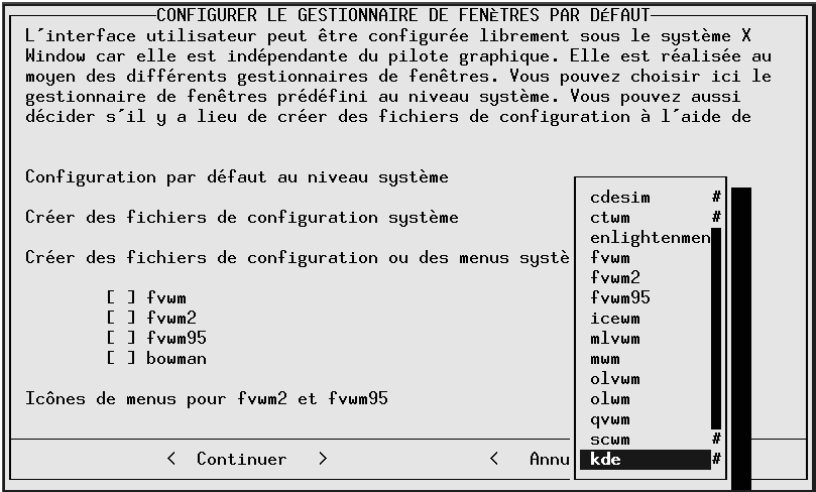 CONFIGURER LE GESTIONNAIRE DE FENèTRES PAR DéFAUT
L´interface utilisateur peut être configurée librement sous le système X
Window car elle est indépendante du pilote graphique. Elle est réalisée au
moyen des différents gestionnaires de fenêtres. Vous pouvez choisir ici le
gestionnaire de fenêtres prédéfini au niveau système. Vous pouvez aussi
décider s´il y a lieu de créer des fichiers de configuration à l´aide de
Configuration par défaut au niveau système
Créer des fichiers de configuration système
Créer des fichiers de configuration ou des menus systè
[ ] fvwm
[ ] fvwm2
[ ] fvwm95
[ ] bowman
Icônes de menus pour fvwm2 et fvwm95
< Continuer > < Annu
cdesim #
ctwm #
enlightenmen
fvwm
fvwm2
fvwm95
icewm
mlvwm
mwm
olvwm
olwm
qvwm
scwm #
kde #